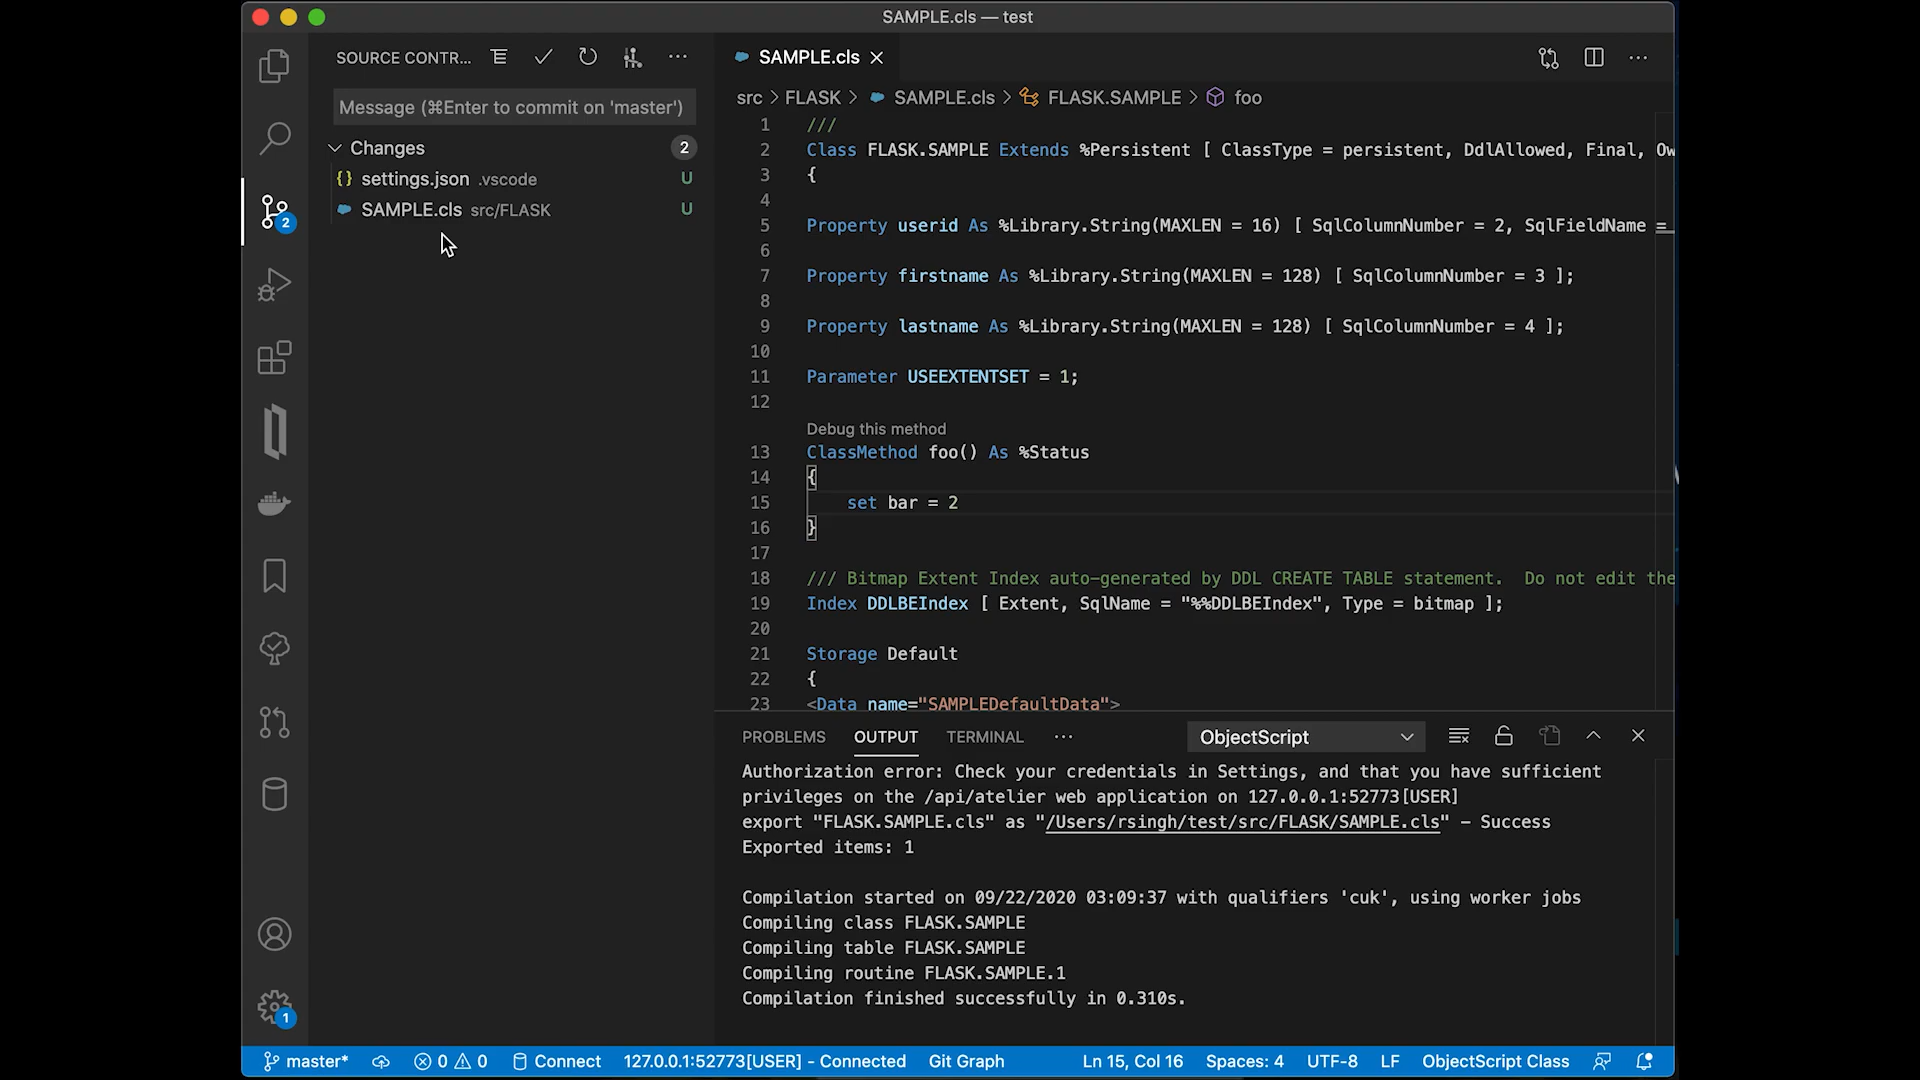 SAMPLE.cls — test
SOURCE CONTR...
Message (⌘Enter to commit on 'master')
Changes 2
{} settings.json .vscode U
SAMPLE.cls src/FLASK U
2
1
SAMPLE.cls
src > FLASK > SAMPLE.cls > FLASK.SAMPLE > foo
1 ///
2 Class FLASK.SAMPLE Extends %Persistent [ ClassType = persistent, DdlAllowed, Final, Ow
3 {
4
5 Property userid As %Library.String(MAXLEN = 16) [ SqlColumnNumber = 2, SqlFieldName =
6
7 Property firstname As %Library.String(MAXLEN = 128) [ SqlColumnNumber = 3 ];
8
9 Property lastname As %Library.String(MAXLEN = 128) [ SqlColumnNumber = 4 ];
10
11 Parameter USEEXTENTSET = 1;
12
Debug this method
13 ClassMethod foo() As %Status
14 {
15 set bar = 2
16 }
17
18 /// Bitmap Extent Index auto-generated by DDL CREATE TABLE statement.  Do not edit the
19 Index DDLBEIndex [ Extent, SqlName = "%%DDLBEIndex", Type = bitmap ];
20
21 Storage Default
22 {
23 <Data name="SAMPLEDefaultData">
PROBLEMS OUTPUT TERMINAL ··· ObjectScript
Authorization error: Check your credentials in Settings, and that you have sufficient
privileges on the /api/atelier web application on 127.0.0.1:52773[USER]
export "FLASK.SAMPLE.cls" as "/Users/rsingh/test/src/FLASK/SAMPLE.cls" - Success
Exported items: 1
Compilation started on 09/22/2020 03:09:37 with qualifiers 'cuk', using worker jobs
Compiling class FLASK.SAMPLE
Compiling table FLASK.SAMPLE
Compiling routine FLASK.SAMPLE.1
Compilation finished successfully in 0.310s.
master* 0 0 Connect 127.0.0.1:52773[USER] - Connected Git Graph Ln 15, Col 16 Spaces: 4 UTF-8 LF ObjectScript Class